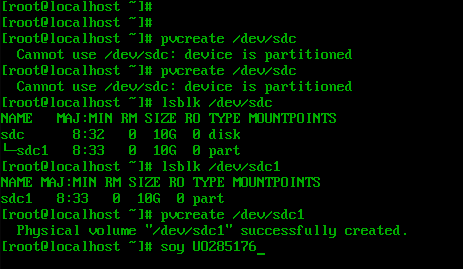 [root@localhost ~]#
[root@localhost ~]#
[root@localhost ~]# pvcreate /dev/sdc
  Cannot use /dev/sdc: device is partitioned
[root@localhost ~]# pvcreate /dev/sdc
  Cannot use /dev/sdc: device is partitioned
[root@localhost ~]# lsblk /dev/sdc
NAME   MAJ:MIN RM SIZE RO TYPE MOUNTPOINTS
sdc      8:32   0  10G  0 disk
└─sdc1   8:33   0  10G  0 part
[root@localhost ~]# lsblk /dev/sdc1
NAME MAJ:MIN RM SIZE RO TYPE MOUNTPOINTS
sdc1   8:33   0  10G  0 part
[root@localhost ~]# pvcreate /dev/sdc1
  Physical volume "/dev/sdc1" successfully created.
[root@localhost ~]# soy UO285176_